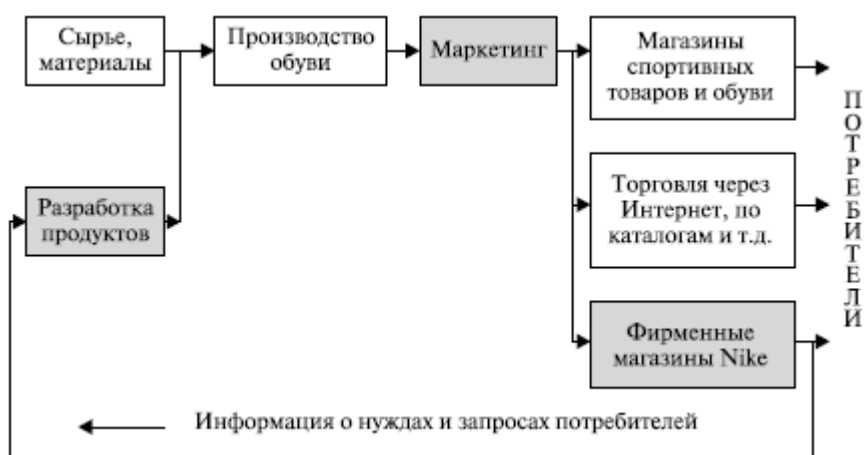 Сырье,
материалы
Производство
обуви
Маркетинг
Магазины
спортивных
товаров и обуви
Разработка
продуктов
Торговля через
Интернет, по
каталогам и т.д.
Фирменные
магазины Nike
ПОТРЕБИТЕЛИ
Информация о нуждах и запросах потребителей